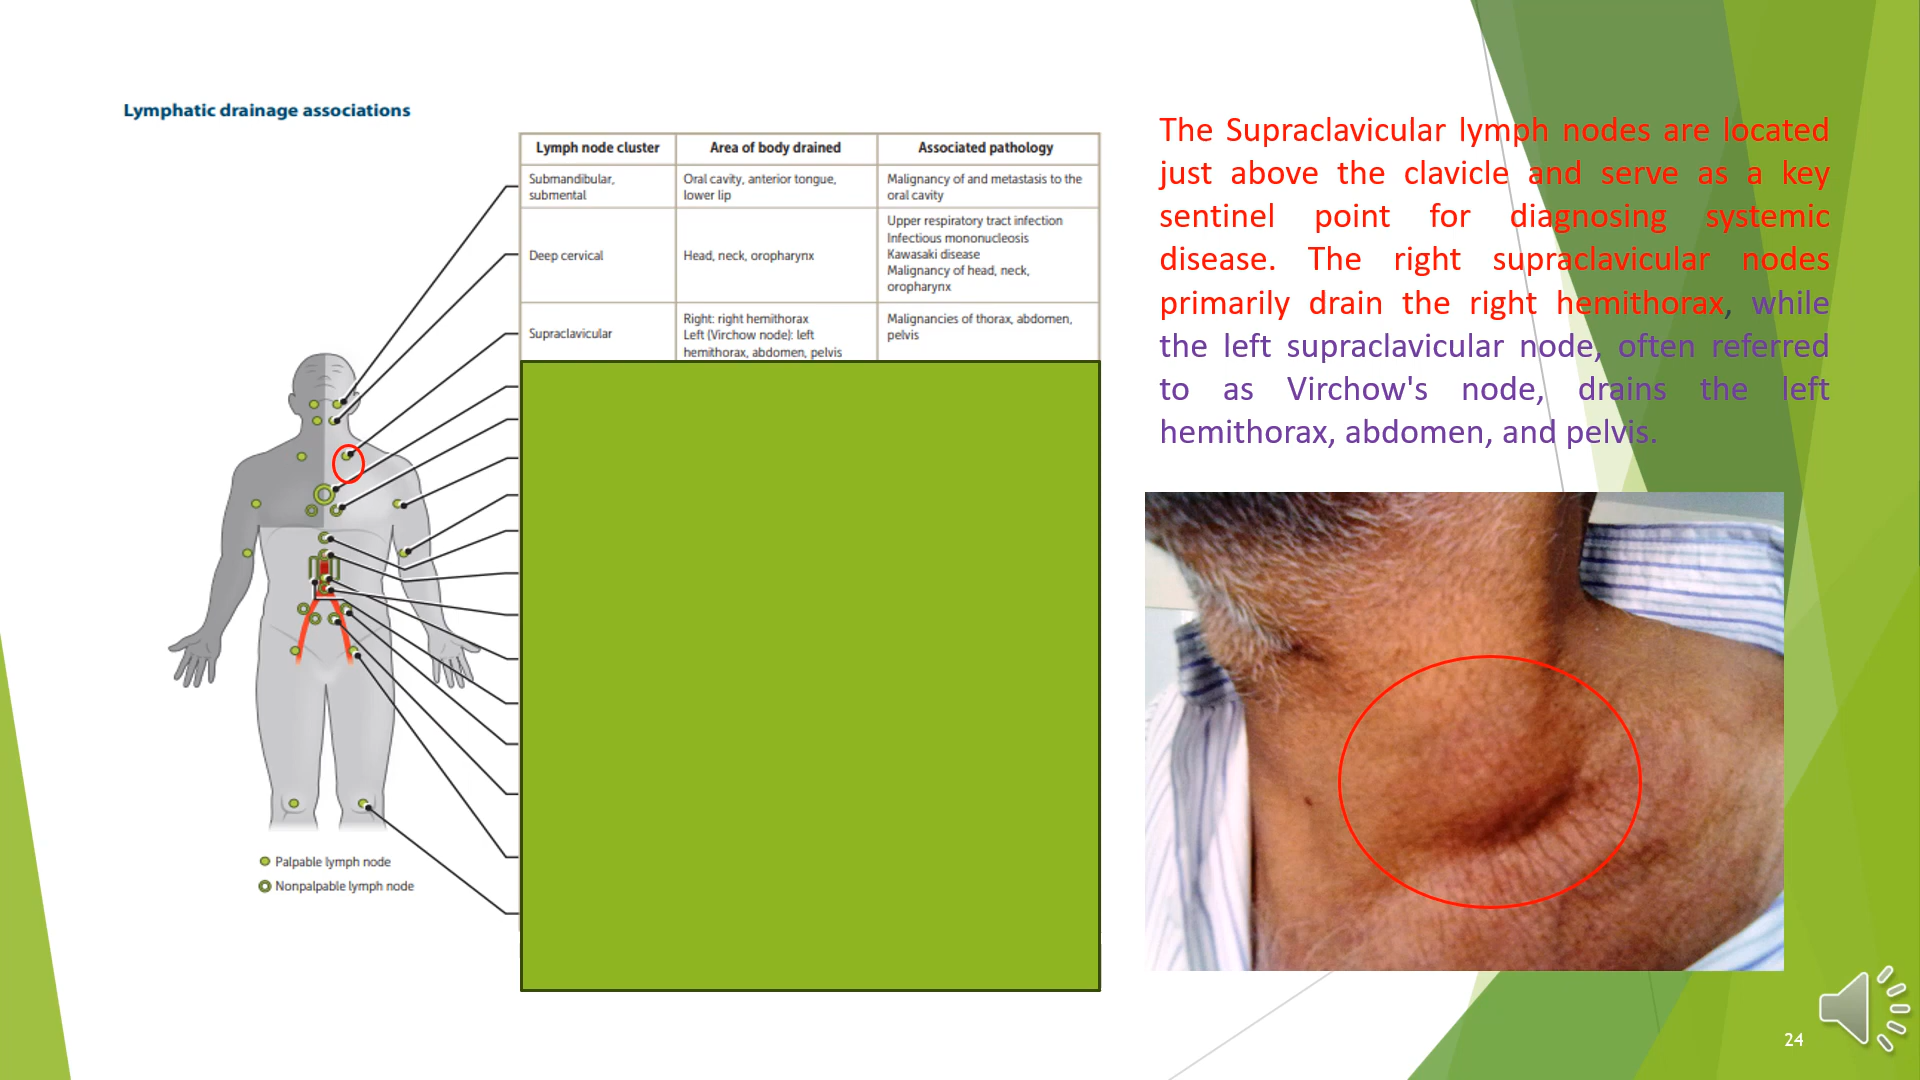 Lymphatic drainage associations
Lymph node cluster Area of body drained Associated pathology
Submandibular, submental Oral cavity, anterior tongue, lower lip Malignancy of and metastasis to the oral cavity
Deep cervical Head, neck, oropharynx Upper respiratory tract infection
Infectious mononucleosis
Kawasaki disease
Malignancy of head, neck,
oropharynx
Supraclavicular Right: right hemithorax
Left (Virchow node): left
hemithorax, abdomen, pelvis
Malignancies of thorax, abdomen,
pelvis
Palpable lymph node
Nonpalpable lymph node
The Supraclavicular lymph nodes are located
just above the clavicle and serve as a key
sentinel point for diagnosing systemic
disease. The right supraclavicular nodes
primarily drain the right hemithorax, while
the left supraclavicular node, often referred
to as Virchow's node, drains the left
hemithorax, abdomen, and pelvis.
24